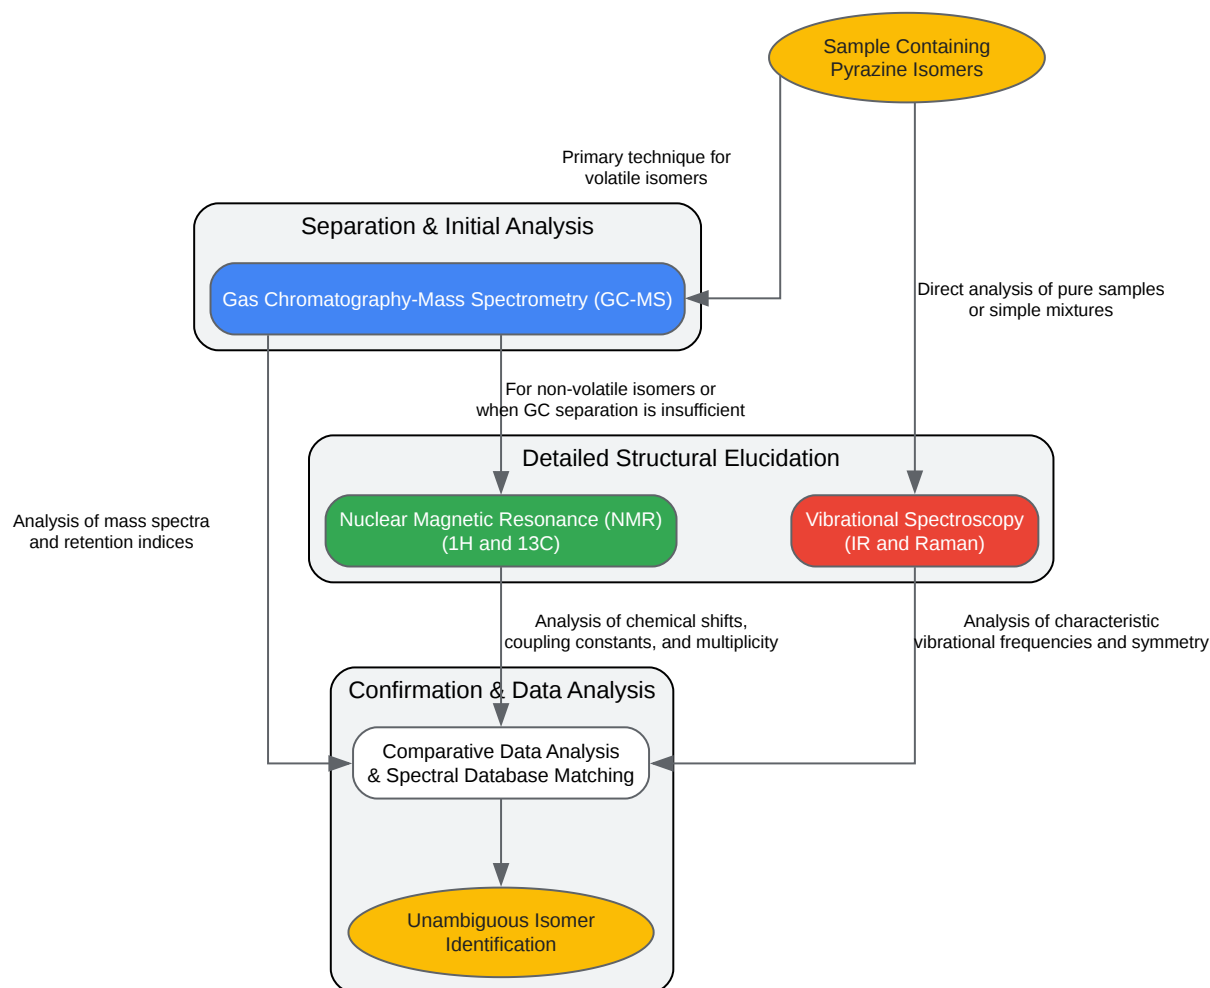 Sample Containing
Pyrazine Isomers
Primary technique for
volatile isomers
Separation & Initial Analysis
Gas Chromatography-Mass Spectrometry (GC-MS)
Direct analysis of pure samples
or simple mixtures
For non-volatile isomers or
when GC separation is insufficient
Detailed Structural Elucidation
Nuclear Magnetic Resonance (NMR)
(1H and 13C)
Vibrational Spectroscopy
(IR and Raman)
Analysis of mass spectra
and retention indices
Analysis of chemical shifts,
coupling constants, and multiplicity
Analysis of characteristic
vibrational frequencies and symmetry
Confirmation & Data Analysis
Comparative Data Analysis
& Spectral Database Matching
Unambiguous Isomer
Identification